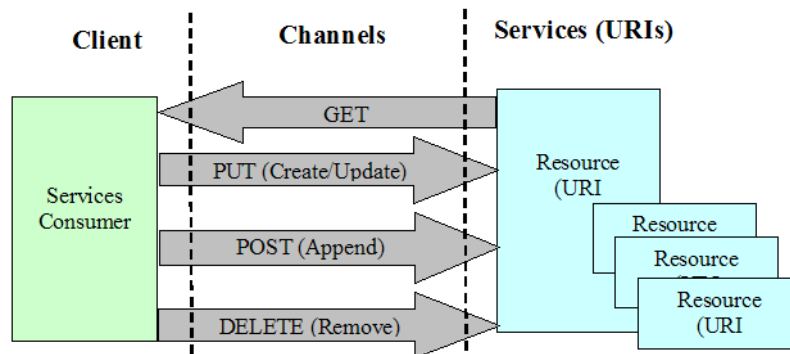 Client
Channels
Services (URIs)
GET
PUT (Create/Update)
POST (Append)
DELETE (Remove)
Services
Consumer
Resource
(URI
Resource
Resource
Resource
(URI